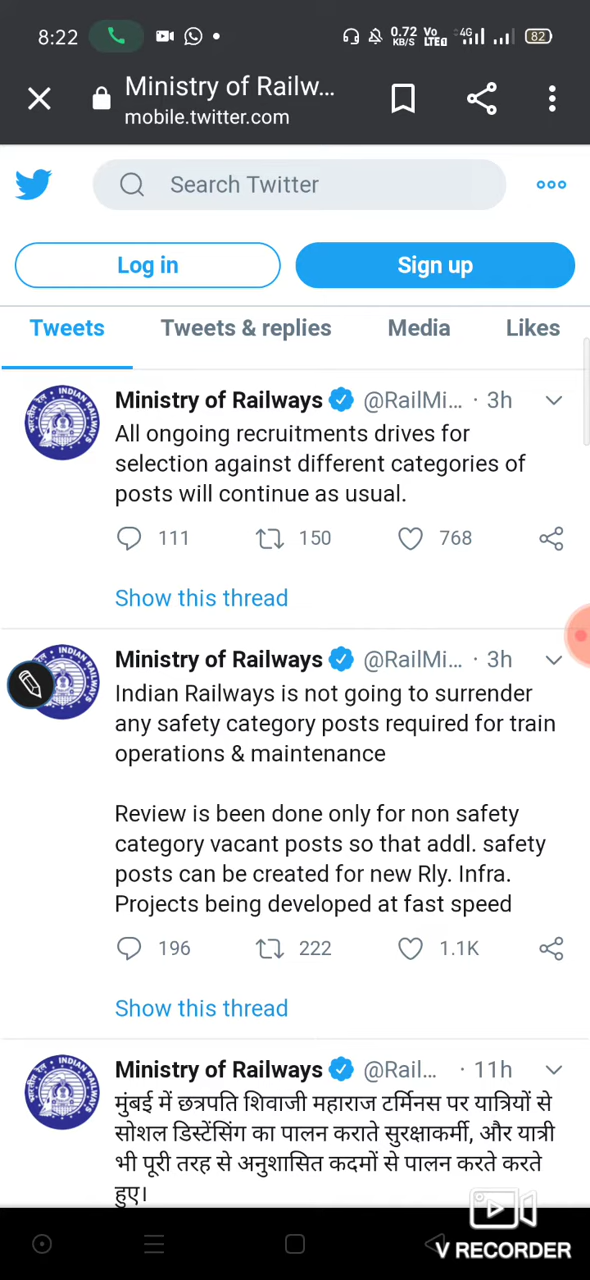 8:22
0.72
KB/S
Vo
LTE
4G
82
Ministry of Railw...
mobile.twitter.com
Search Twitter
Log in
Sign up
Tweets Tweets & replies Media Likes
Ministry of Railways @RailMi... · 3h
All ongoing recruitments drives for
selection against different categories of
posts will continue as usual.
111 150 768
Show this thread
Ministry of Railways @RailMi... · 3h
Indian Railways is not going to surrender
any safety category posts required for train
operations & maintenance
Review is been done only for non safety
category vacant posts so that addl. safety
posts can be created for new Rly. Infra.
Projects being developed at fast speed
196 222 1.1K
Show this thread
Ministry of Railways @Rail... · 11h
मुंबई में छत्रपति शिवाजी महाराज टर्मिनस पर यात्रियों से
सोशल डिस्टेंसिंग का पालन कराते सुरक्षाकर्मी, और यात्री
भी पूरी तरह से अनुशासित कदमों से पालन करते करते
हुए।
V RECORDER